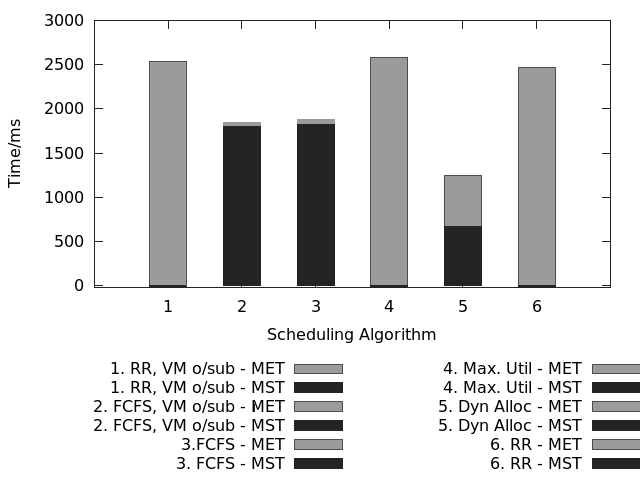 3000
2500
2000
1500
1000
500
0
Time/ms
1 2 3 4 5 6
Scheduling Algorithm
1. RR, VM o/sub - MET
1. RR, VM o/sub - MST
2. FCFS, VM o/sub - MET
2. FCFS, VM o/sub - MST
3.FCFS - MET
3. FCFS - MST
4. Max. Util - MET
4. Max. Util - MST
5. Dyn Alloc - MET
5. Dyn Alloc - MST
6. RR - MET
6. RR - MST